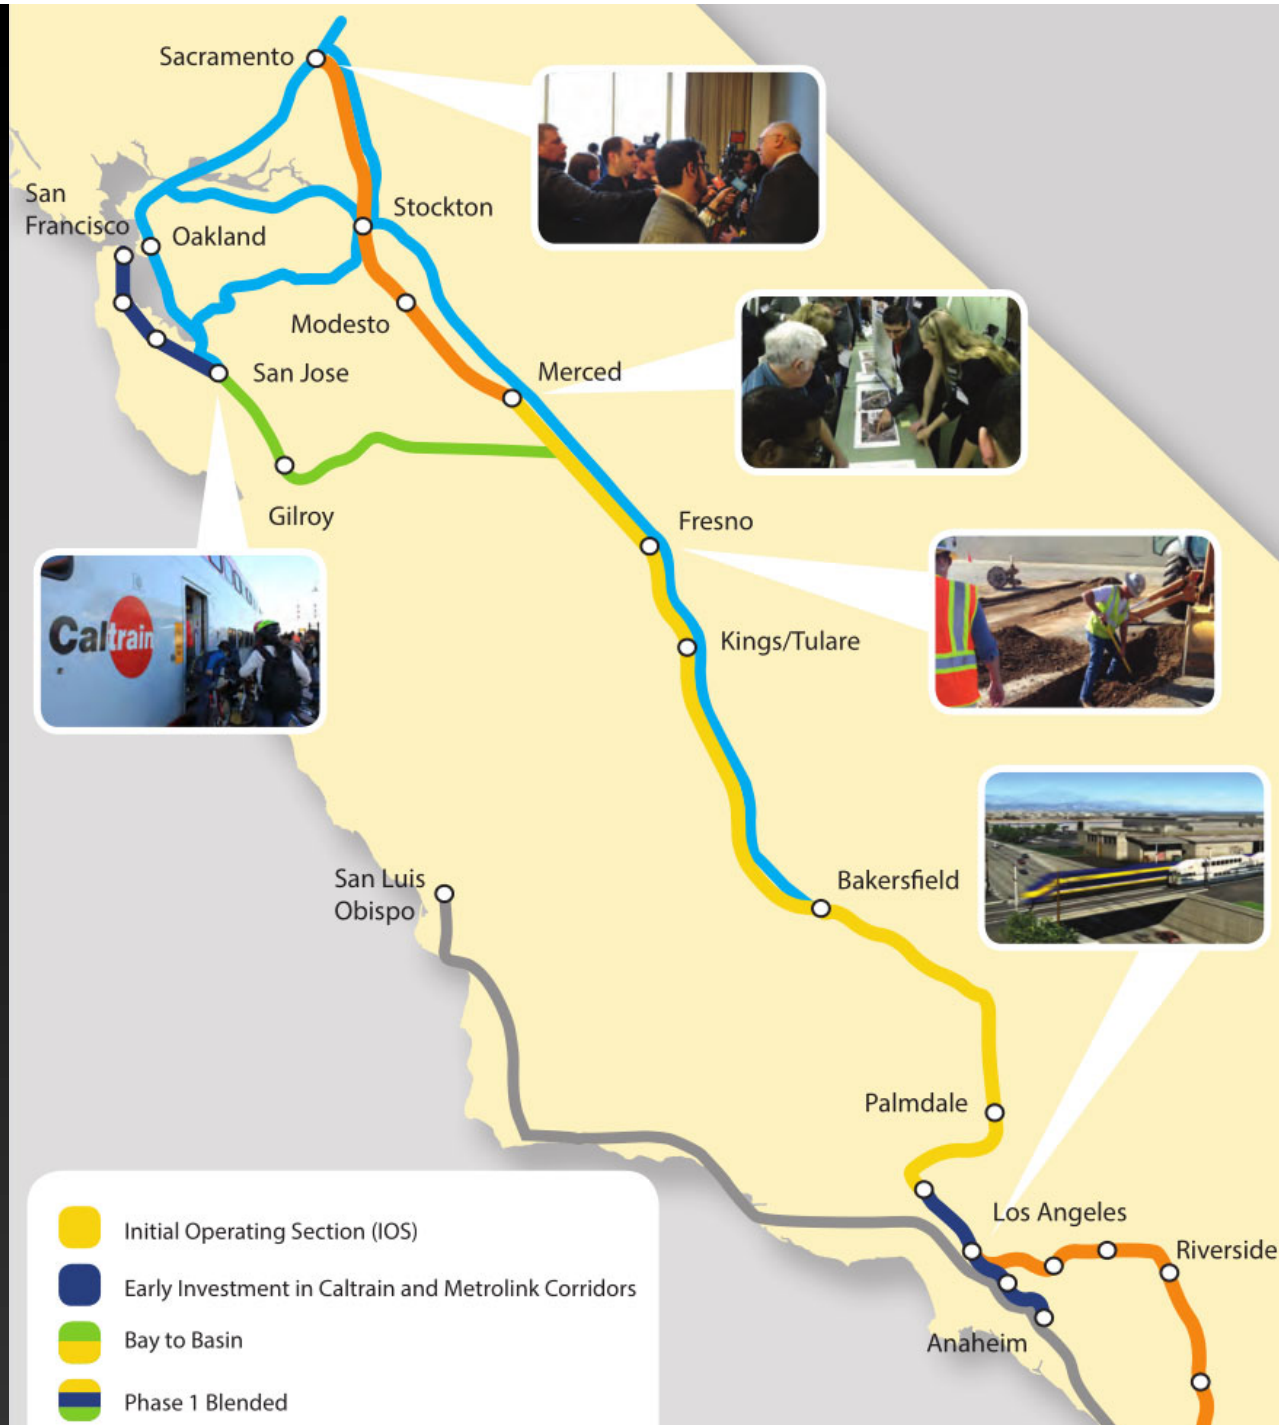 Sacramento
San
Francisco
Oakland
Stockton
Modesto
San Jose
Merced
Gilroy
Fresno
Caltrain
Kings/Tulare
San Luis
Obispo
Bakersfield
Palmdale
Los Angeles
Riverside
Anaheim
Initial Operating Section (IOS)
Early Investment in Caltrain and Metrolink Corridors
Bay to Basin
Phase 1 Blended